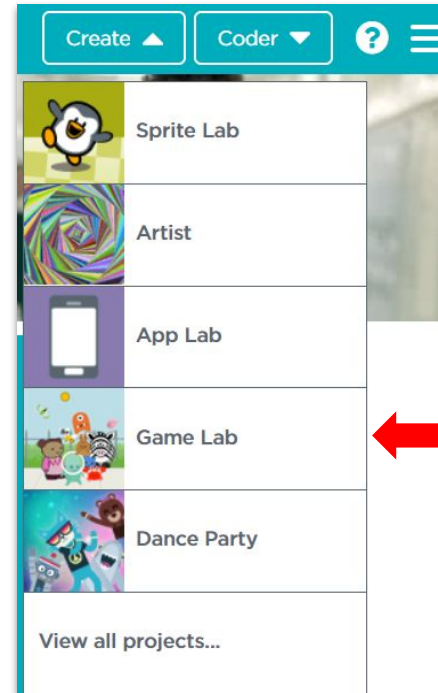 Create Coder ?
Sprite Lab
Artist
App Lab
Game Lab
Dance Party
View all projects...